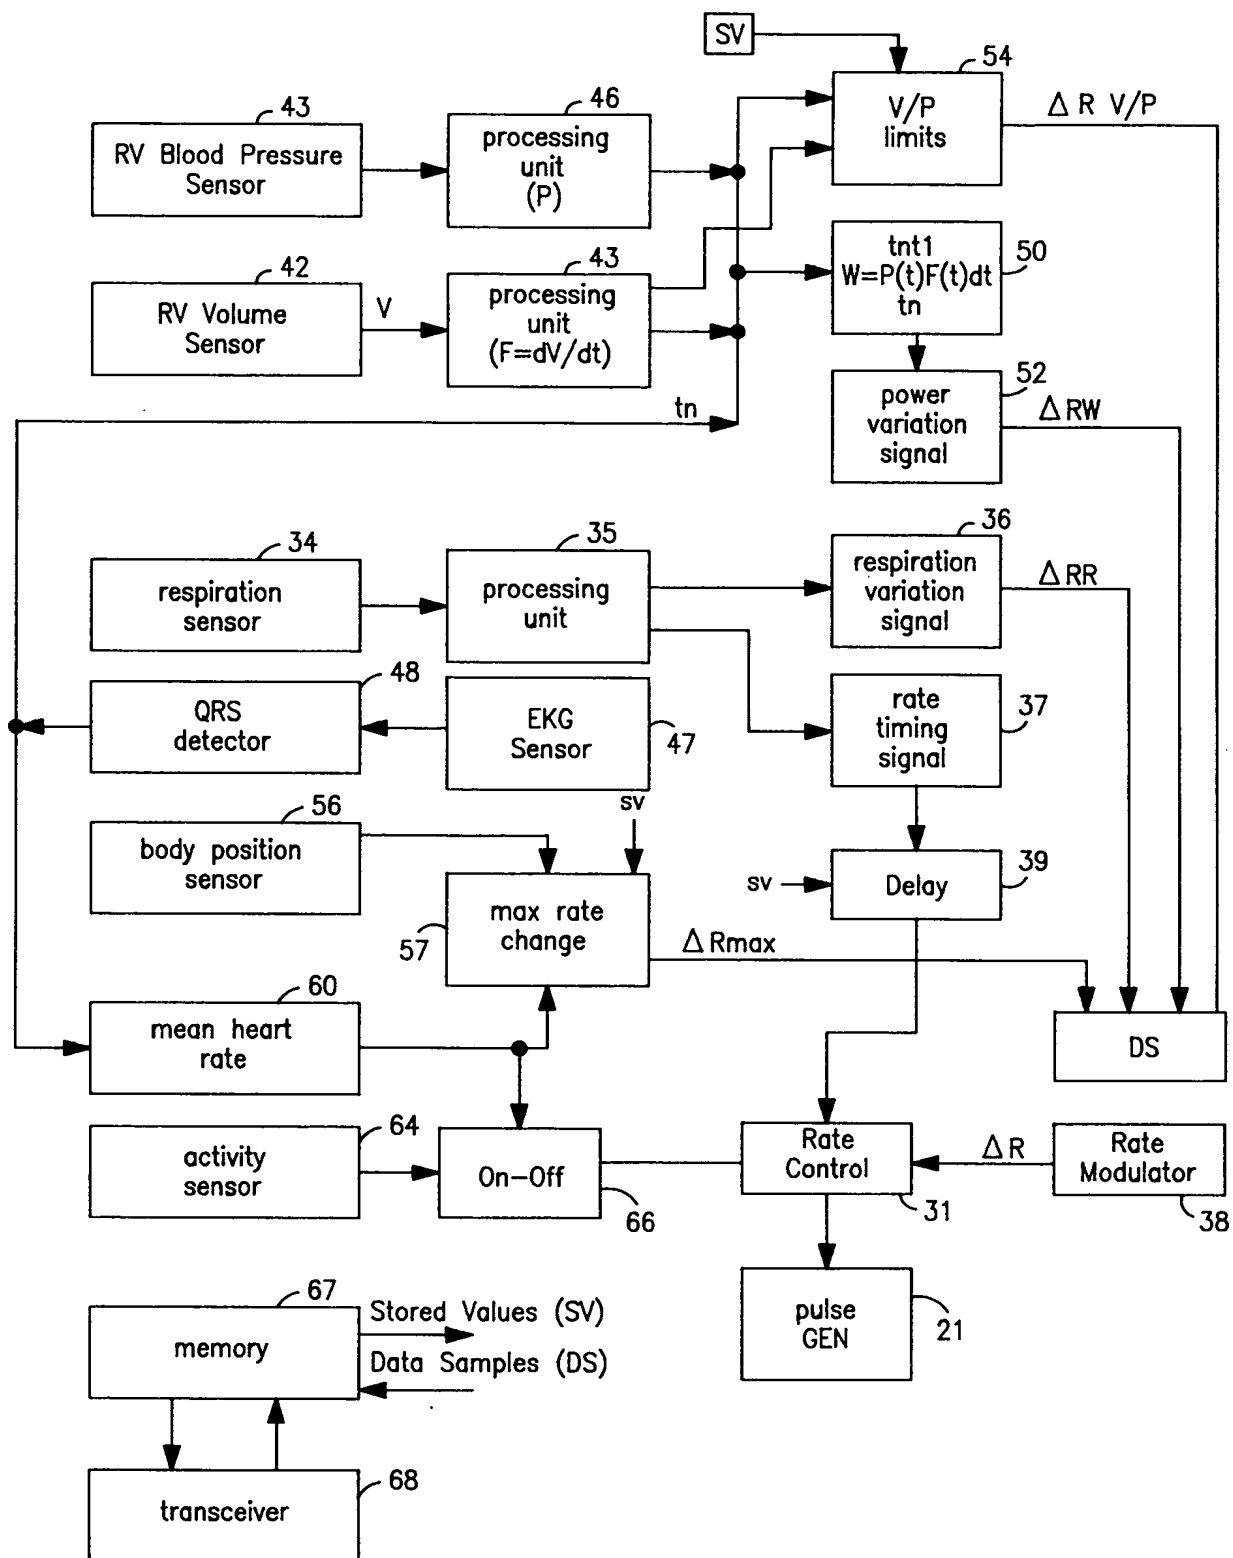 SV
54
V/P
limits
Δ R V/P
43
RV Blood Pressure
Sensor
46
processing
unit
(P)
42
RV Volume
Sensor
V
43
processing
unit
(F=dV/dt)
tnt1
W=P(t)F(t)dt
tn
50
52
power
variation
signal
Δ RW
tn
34
respiration
sensor
35
processing
unit
36
respiration
variation
signal
Δ RR
48
QRS
detector
EKG
Sensor
47
rate
timing
signal
37
56
body position
sensor
sv
max rate
change
57
Δ Rmax
sv
Delay
39
60
mean heart
rate
DS
64
activity
sensor
On-Off
66
Rate
Control
31
Δ R
Rate
Modulator
38
67
memory
Stored Values (SV)
Data Samples (DS)
pulse
GEN
21
68
transceiver